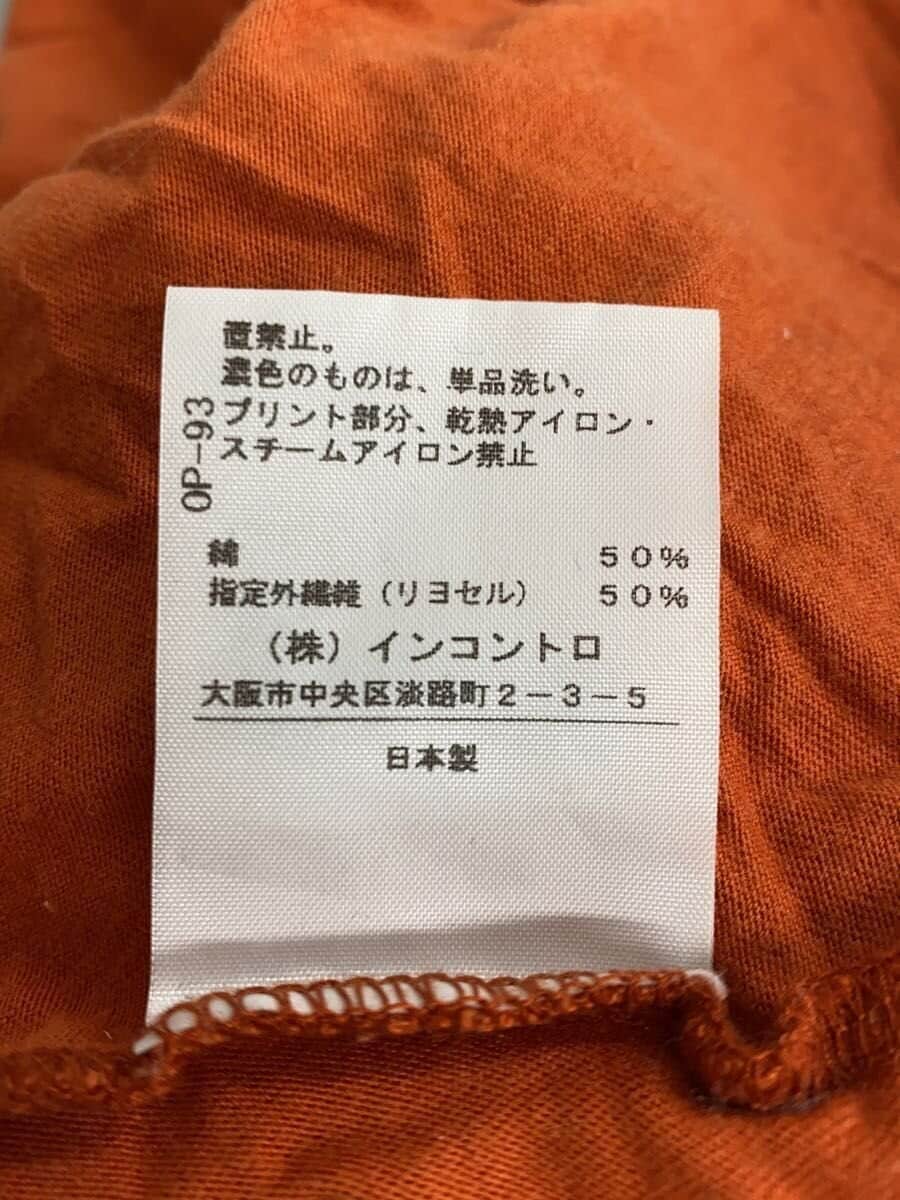 置禁止。
濃色のものは、単品洗い。
プリント部分、乾熱アイロン・
スチームアイロン禁止
OP-93
綿 50%
指定外繊維(リヨセル) 50%
(株)インコントロ
大阪市中央区淡路町2-3-5
日本製